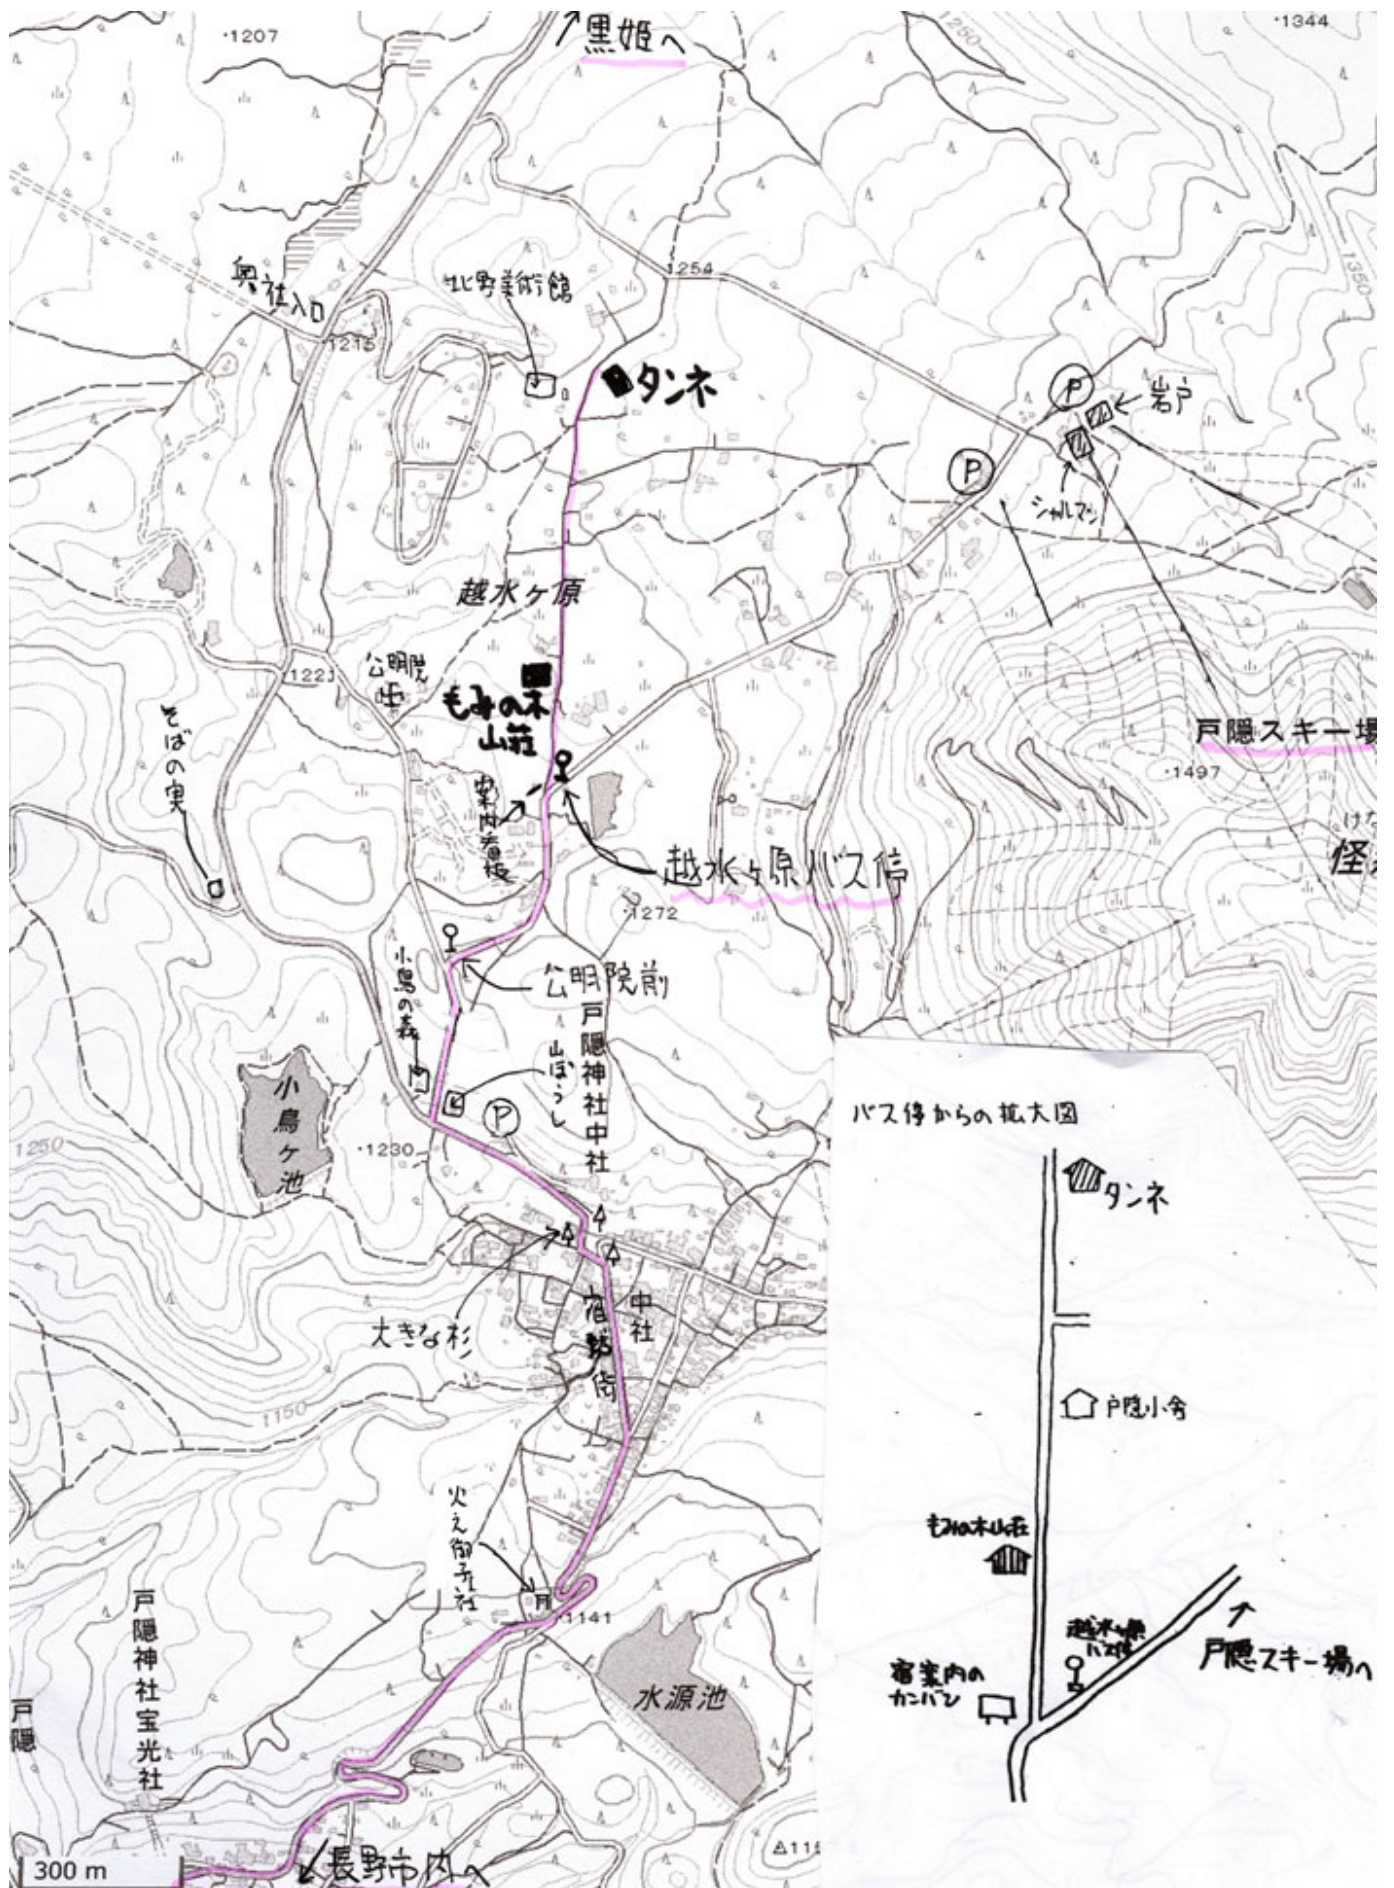 ・1207
黒姫へ
・1344
1250
1350
奥社入口
北野美術館
1254
・1215
タンネ
P
岩戸
P
シャルマン
越水ヶ原
公明院
・1221
もみの木
山荘
そばの実
戸隠スキー場
・1497
案内看板
越水ヶ原バス停
・1272
小鳥の森
公明院前
戸隠神社中社
山ぼうし
P
小鳥ヶ池
1250
・1230
大きな杉
中社
宿坊街
1150
火之御子社
・1141
戸隠神社宝光社
戸隠
水源池
300 m
長野市内へ
バス停からの拡大図
タンネ
戸隠小舎
もみの木山荘
越水ヶ原
バス停
宿案内の
カンバン
戸隠スキー場へ